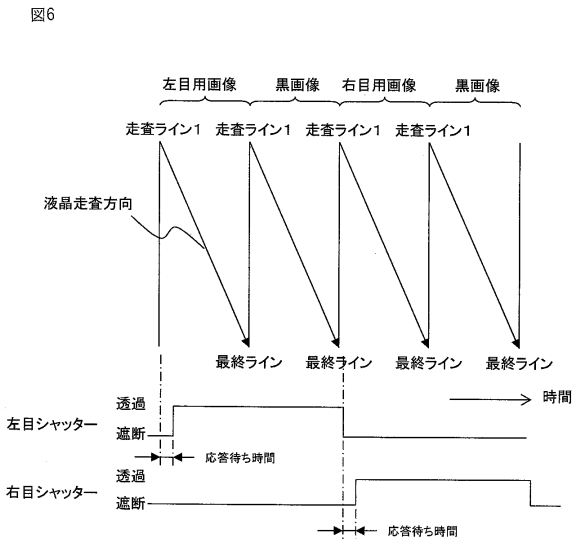 図6
左目用画像 黒画像 右目用画像 黒画像
走査ライン1 走査ライン1 走査ライン1 走査ライン1
液晶走査方向
最終ライン 最終ライン 最終ライン 最終ライン
時間
透過
左目シャッター
遮断
応答待ち時間
透過
右目シャッター
遮断
応答待ち時間